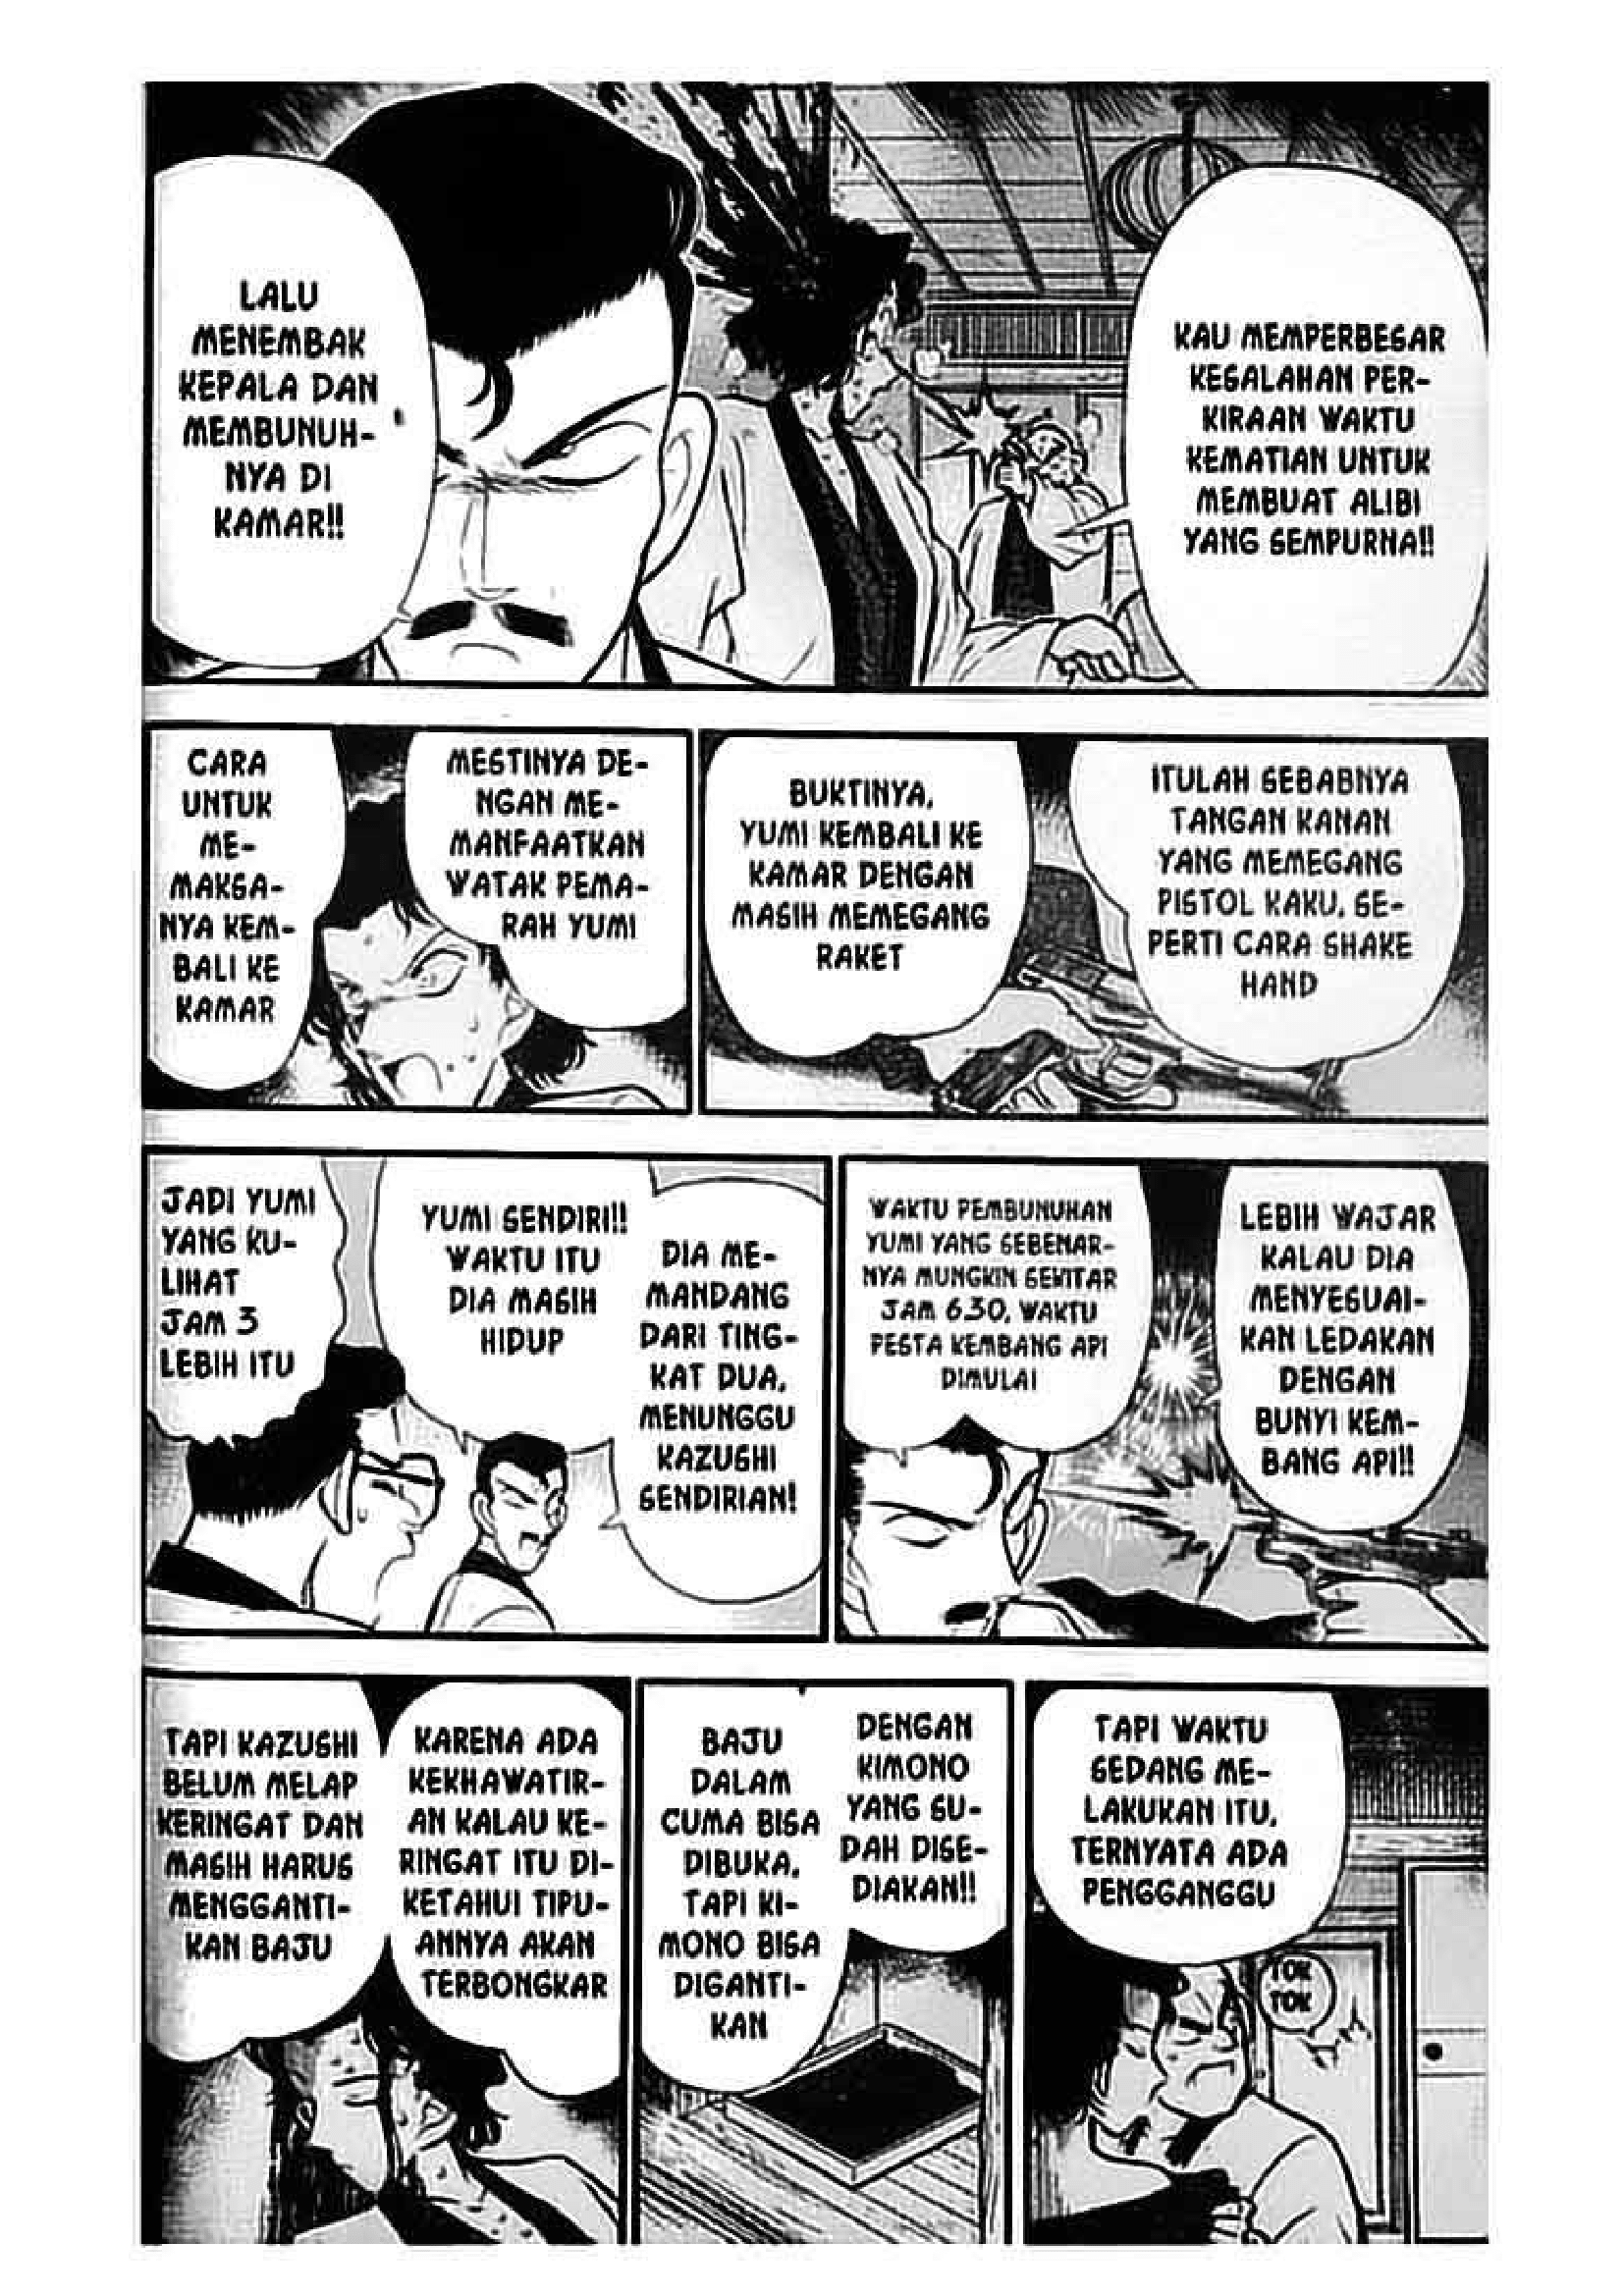 KAU MEMPERBESAR
KESALAHAN PER-
KIRAAN WAKTU
KEMATIAN UNTUK
MEMBUAT ALIBI
YANG SEMPURNA!!
LALU
MENEMBAK
KEPALA DAN
MEMBUNUH-
NYA DI
KAMAR!!
ITULAH SEBABNYA
TANGAN KANAN
YANG MEMEGANG
PISTOL KAKU, SE-
PERTI CARA SHAKE
HAND
BUKTINYA,
YUMI KEMBALI KE
KAMAR DENGAN
MASIH MEMEGANG
RAKET
MESTINYA DE-
NGAN ME-
MANFAATKAN
WATAK PEMA-
RAH YUMI
CARA
UNTUK
ME-
MAKSA-
NYA KEM-
BALI KE
KAMAR
LEBIH WAJAR
KALAU DIA
MENYESUAI-
KAN LEDAKAN
DENGAN
BUNYI KEM-
BANG API!!
WAKTU PEMBUNUHAN
YUMI YANG SEBENAR-
NYA MUNGKIN SEKITAR
JAM 630, WAKTU
PESTA KEMBANG API
DIMULAI
DIA ME-
MANDANG
DARI TING-
KAT DUA,
MENUNGGU
KAZUSHI
SENDIRIAN!
YUMI SENDIRI!!
WAKTU ITU
DIA MASIH
HIDUP
JADI YUMI
YANG KU-
LIHAT
JAM 3
LEBIH ITU
TAPI WAKTU
SEDANG ME-
LAKUKAN ITU,
TERNYATA ADA
PENGGANGGU
TOK
TOK
DENGAN
KIMONO
YANG SU-
DAH DISE-
DIAKAN!!
BAJU
DALAM
CUMA BISA
DIBUKA,
TAPI KI-
MONO BISA
DIGANTI-
KAN
KARENA ADA
KEKHAWATIR-
AN KALAU KE-
RINGAT ITU DI-
KETAHUI TIPU-
ANNYA AKAN
TERBONGKAR
TAPI KAZUSHI
BELUM MELAP
KERINGAT DAN
MASIH HARUS
MENGGANTI-
KAN BAJU